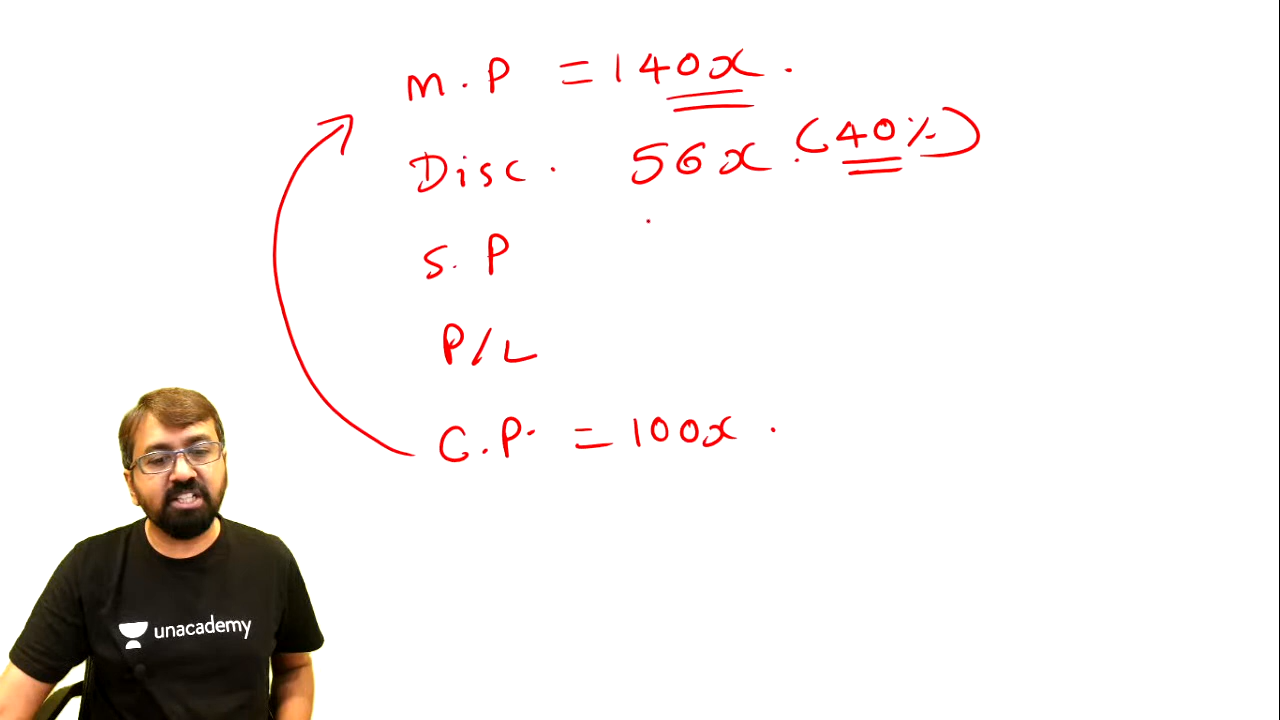 M.P = 140x.
Disc. 56x.(40%)
S.P
P/L
C.P. = 100x.
unacademy